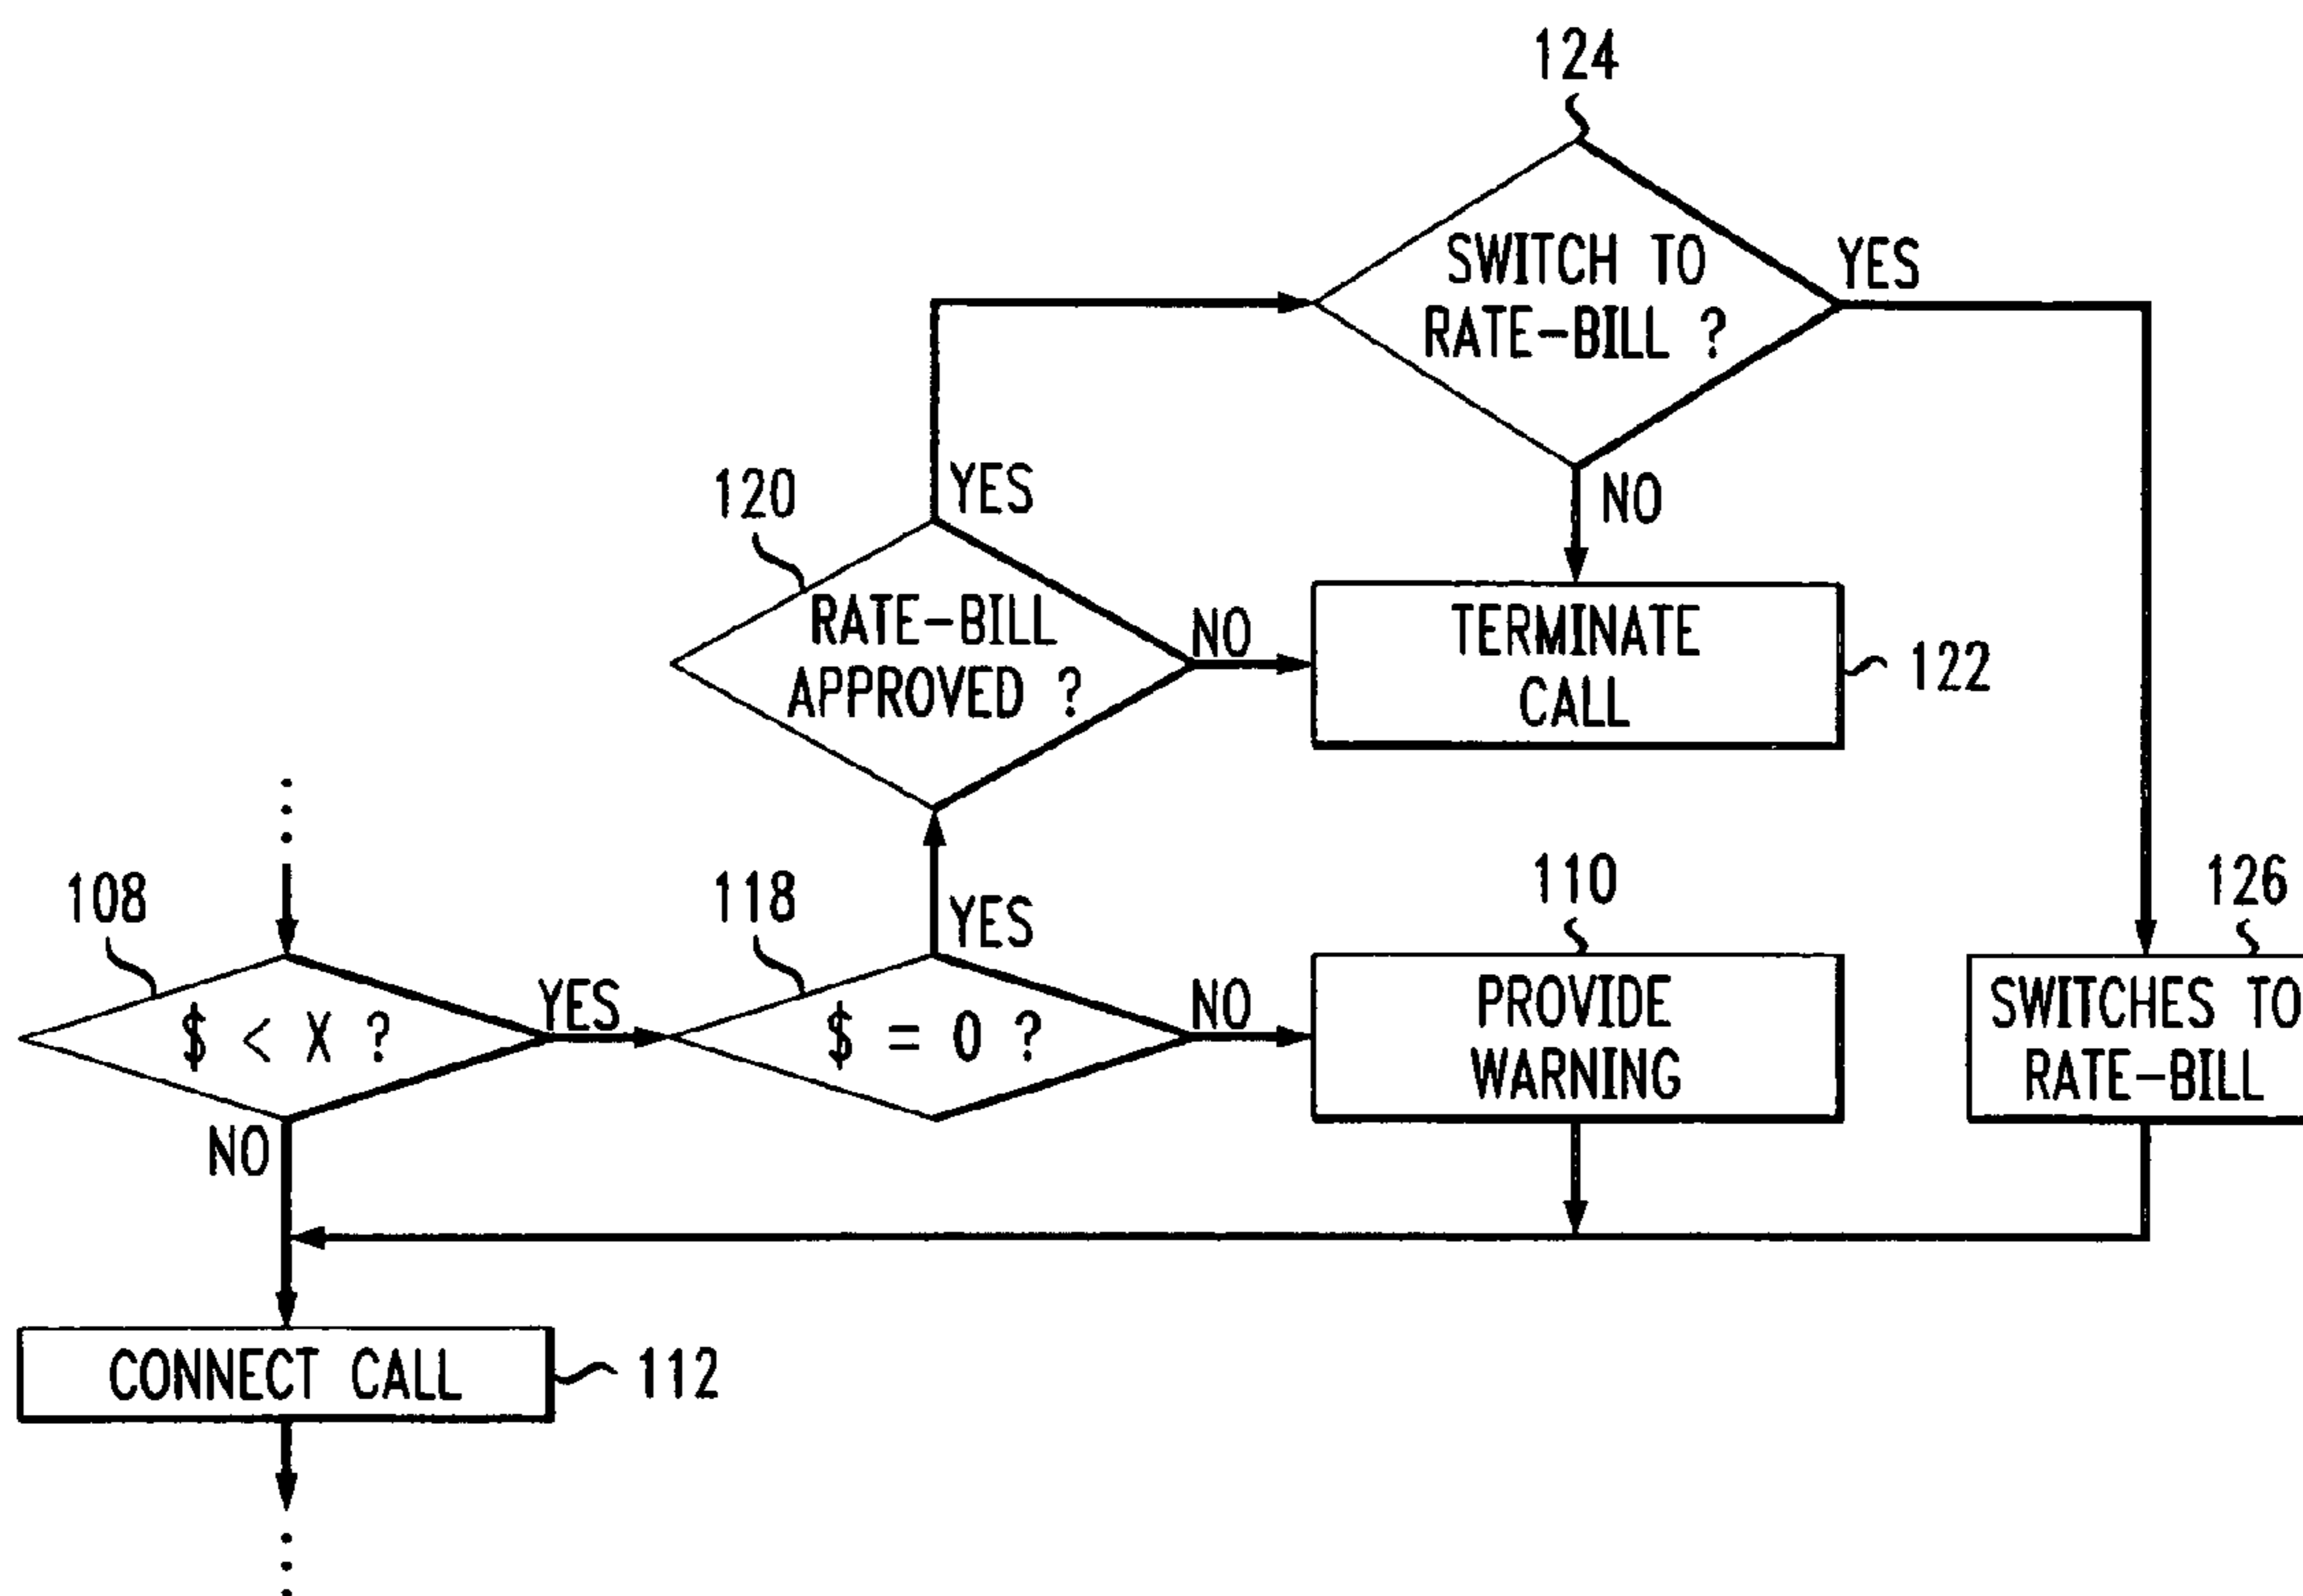 124
SWITCH TO
RATE-BILL ?
YES
NO
120
YES
RATE-BILL
APPROVED ?
NO
TERMINATE
CALL
122
108
$ < X ?
YES
NO
118
YES
$ = 0 ?
NO
110
PROVIDE
WARNING
126
SWITCHES TO
RATE-BILL
CONNECT CALL
112